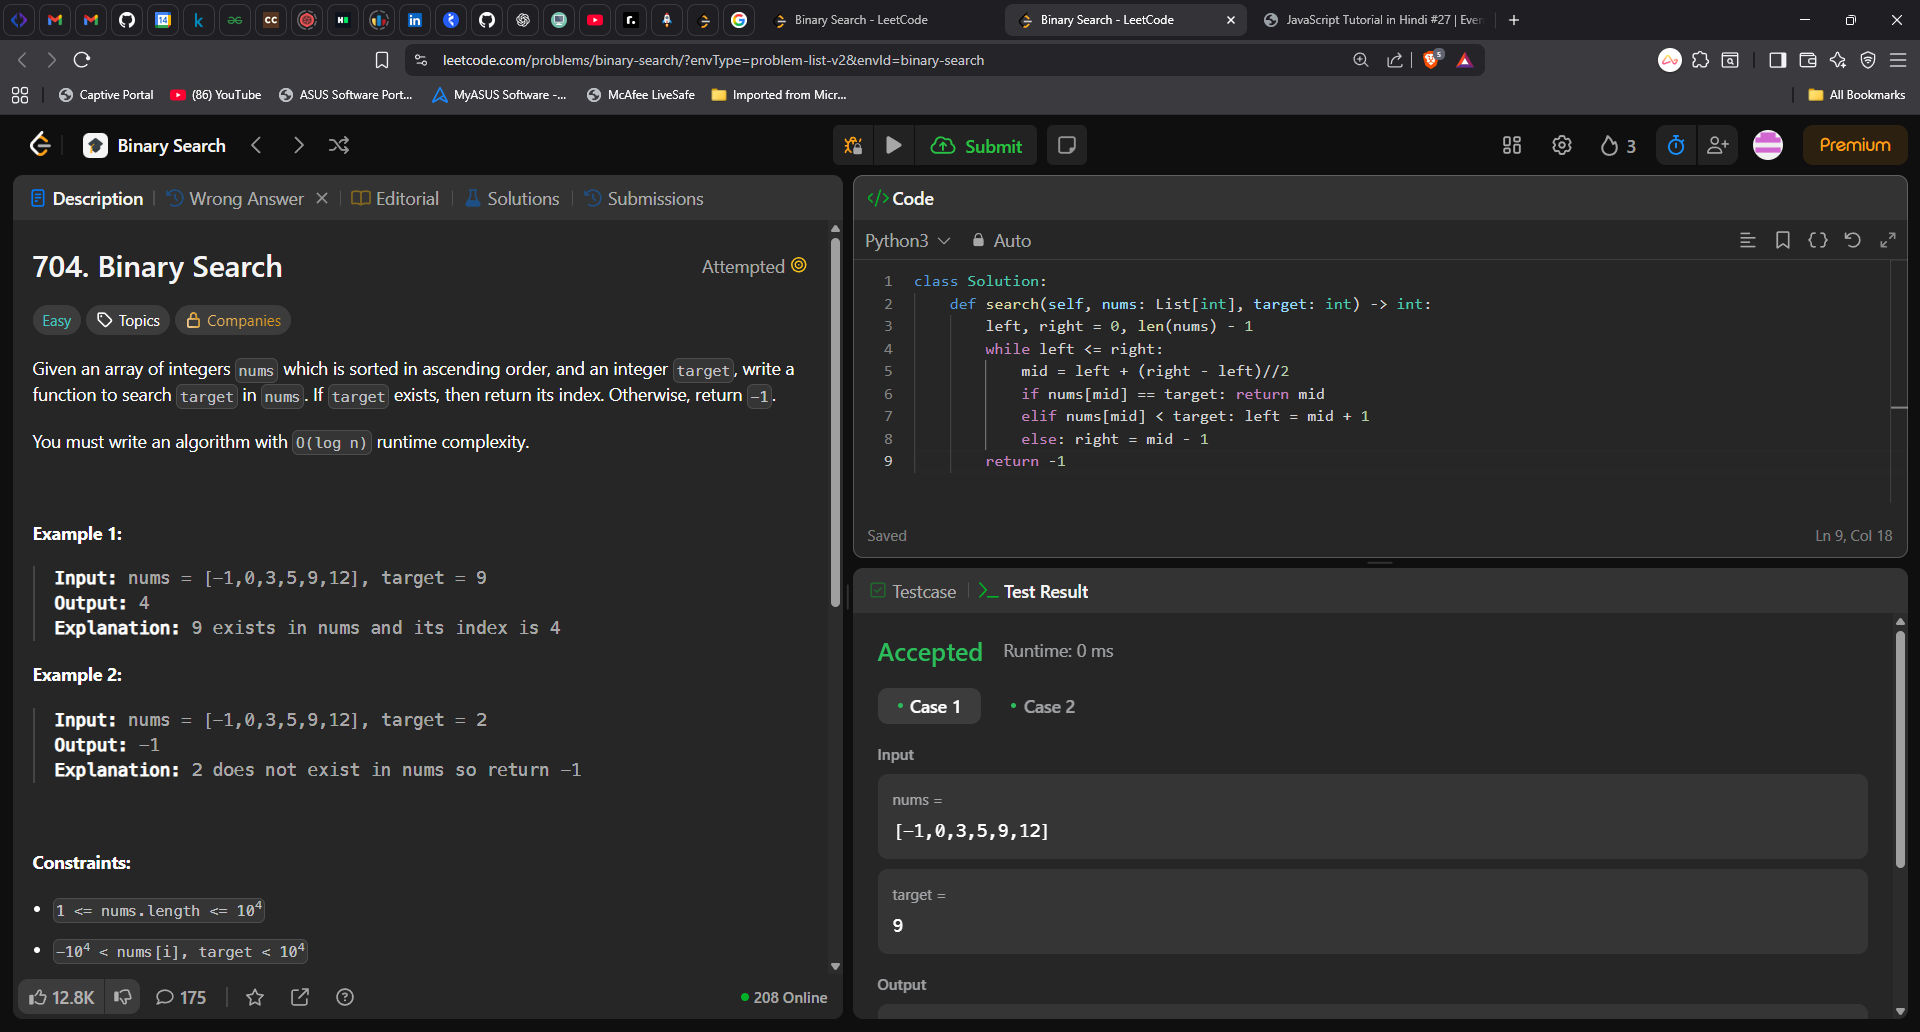 Binary Search - LeetCode
Binary Search - LeetCode
JavaScript Tutorial in Hindi #27 | Even
leetcode.com/problems/binary-search/?envType=problem-list-v2&envId=binary-search
5
Captive Portal
(86) YouTube
ASUS Software Port...
MyASUS Software -...
McAfee LiveSafe
Imported from Micr...
All Bookmarks
Binary Search
Submit
3
Premium
Description
Wrong Answer
Editorial
Solutions
Submissions
704. Binary Search
Attempted
Easy
Topics
Companies
Given an array of integers nums which is sorted in ascending order, and an integer target, write a
function to search target in nums. If target exists, then return its index. Otherwise, return -1.
You must write an algorithm with O(log n) runtime complexity.
Example 1:
Input: nums = [-1,0,3,5,9,12], target = 9
Output: 4
Explanation: 9 exists in nums and its index is 4
Example 2:
Input: nums = [-1,0,3,5,9,12], target = 2
Output: -1
Explanation: 2 does not exist in nums so return -1
Constraints:
• 1 <= nums.length <= 10⁴
• -10⁴ < nums[i], target < 10⁴
12.8K
175
208 Online
</> Code
Python3
Auto
1 class Solution:
2 def search(self, nums: List[int], target: int) -> int:
3 left, right = 0, len(nums) - 1
4 while left <= right:
5 mid = left + (right - left)//2
6 if nums[mid] == target: return mid
7 elif nums[mid] < target: left = mid + 1
8 else: right = mid - 1
9 return -1
Saved
Ln 9, Col 18
Testcase
Test Result
Accepted
Runtime: 0 ms
Case 1
Case 2
Input
nums =
[-1,0,3,5,9,12]
target =
9
Output